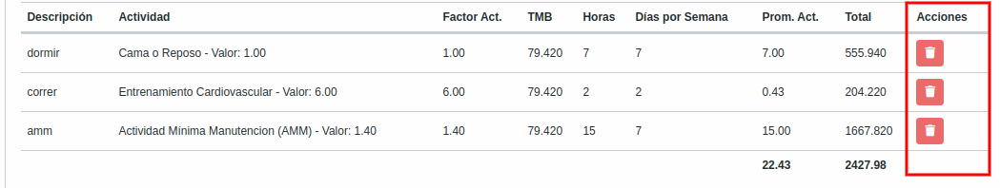 Descripción Actividad Factor Act. TMB Horas Días por Semana Prom. Act. Total Acciones
dormir Cama o Reposo - Valor: 1.00 1.00 79.420 7 7 7.00 555.940
correr Entrenamiento Cardiovascular - Valor: 6.00 6.00 79.420 2 2 0.43 204.220
amm Actividad Mínima Manutencion (AMM) - Valor: 1.40 1.40 79.420 15 7 15.00 1667.820
22.43 2427.98